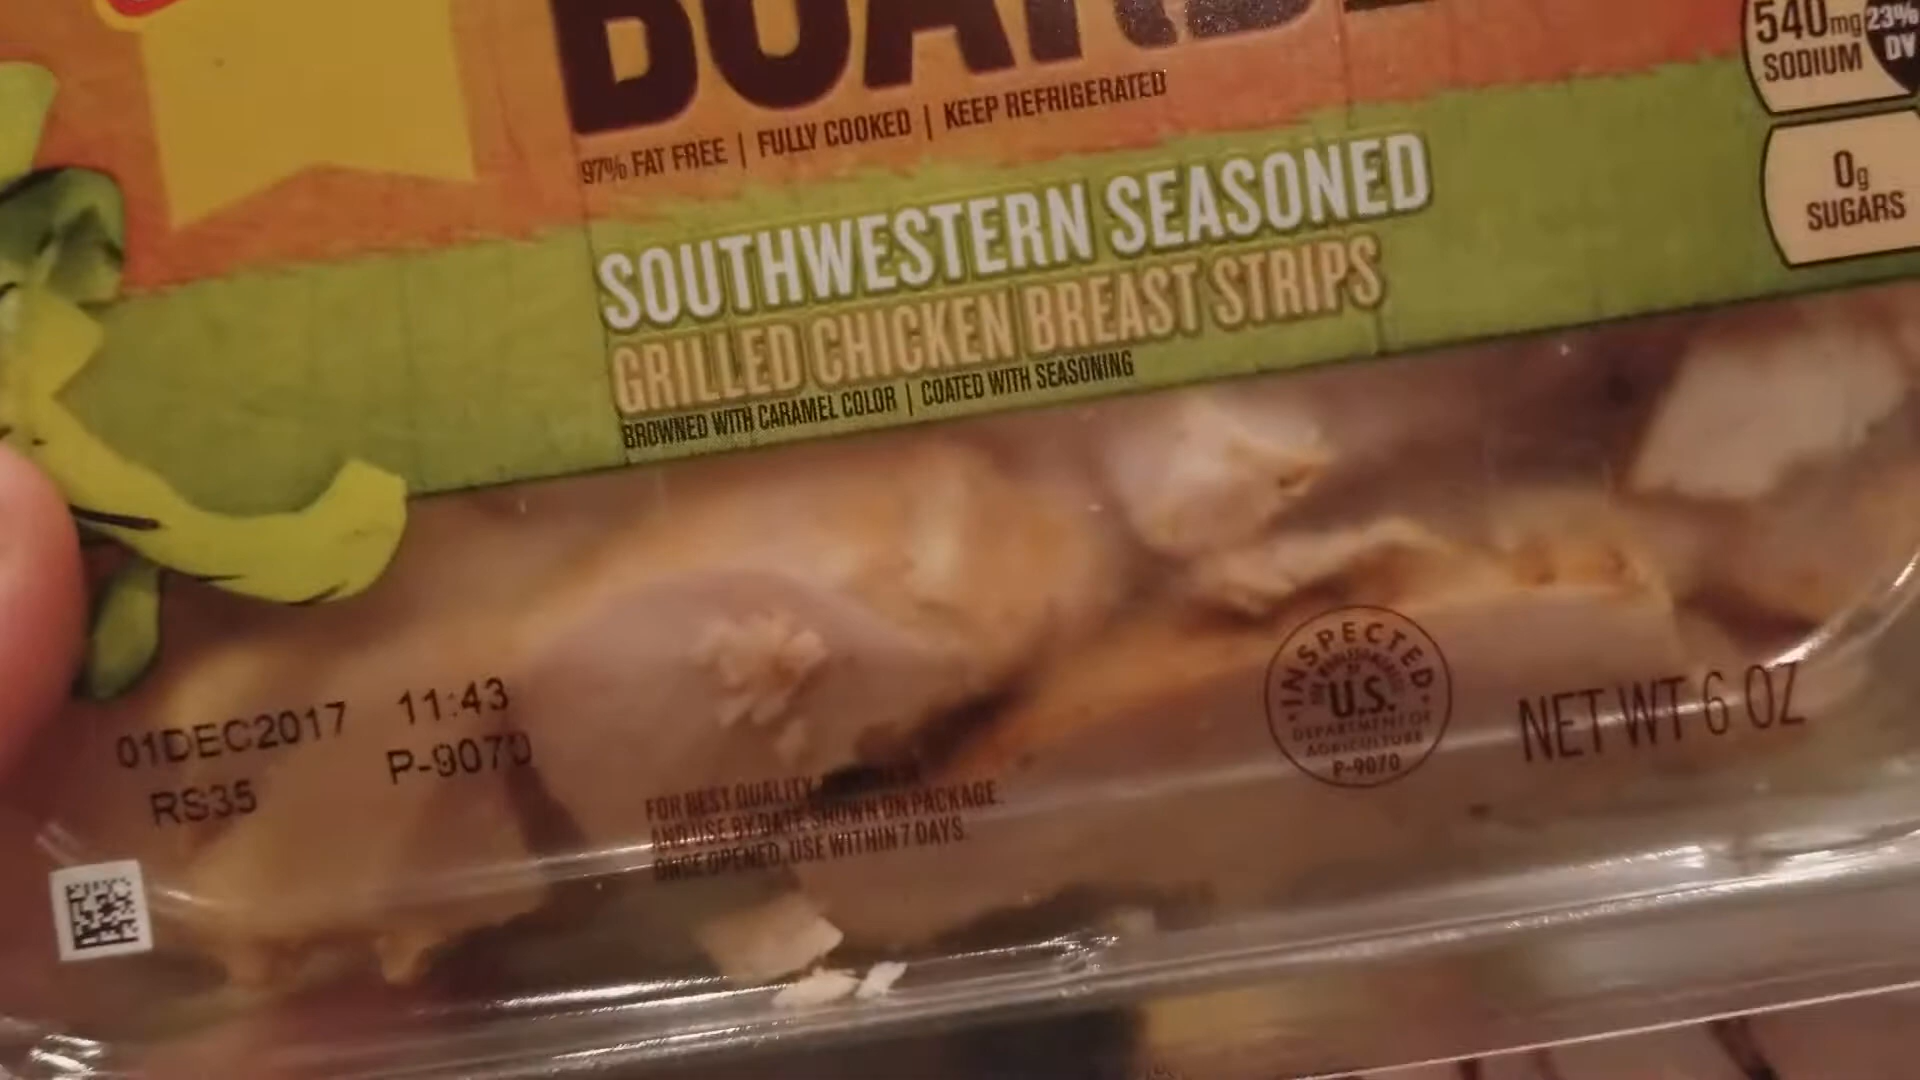 540mg 23%
SODIUM DV
97% FAT FREE | FULLY COOKED | KEEP REFRIGERATED
0g
SUGARS
SOUTHWESTERN SEASONED
GRILLED CHICKEN BREAST STRIPS
BROWNED WITH CARAMEL COLOR | COATED WITH SEASONING
INSPECTED
U.S.
DEPARTMENT OF
AGRICULTURE
P-9070
NET WT 6 OZ
01DEC2017 11:43
RS35 P-9070
FOR BEST QUALITY
AND USE BY DATE SHOWN ON PACKAGE.
ONCE OPENED, USE WITHIN 7 DAYS.